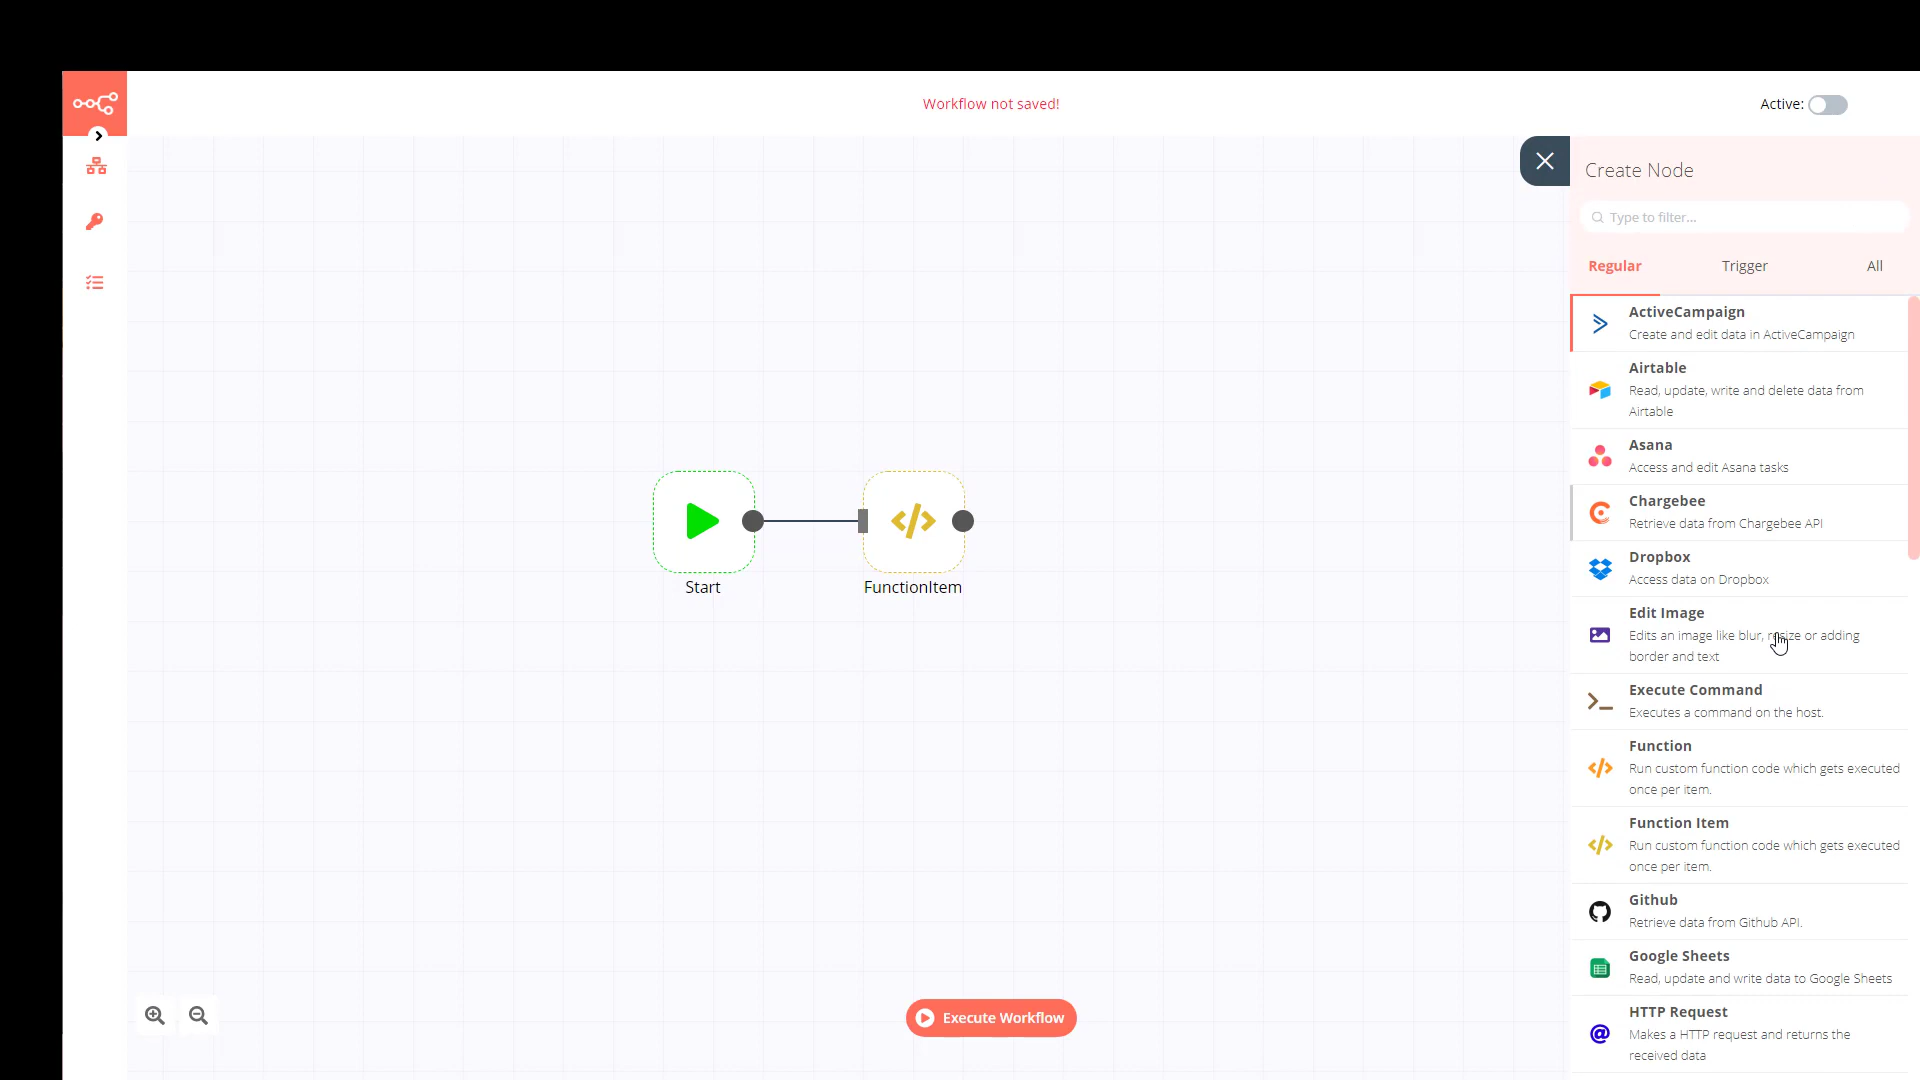 Workflow not saved!
Active:
Create Node
Type to filter...
Regular
Trigger
All
ActiveCampaign
Create and edit data in ActiveCampaign
Airtable
Read, update, write and delete data from
Airtable
Asana
Access and edit Asana tasks
Chargebee
Retrieve data from Chargebee API
Dropbox
Access data on Dropbox
Edit Image
Edits an image like blur, resize or adding
border and text
Execute Command
Executes a command on the host.
Function
Run custom function code which gets executed
once per item.
Function Item
Run custom function code which gets executed
once per item.
Github
Retrieve data from Github API.
Google Sheets
Read, update and write data to Google Sheets
HTTP Request
Makes a HTTP request and returns the
received data
Start
FunctionItem
Execute Workflow